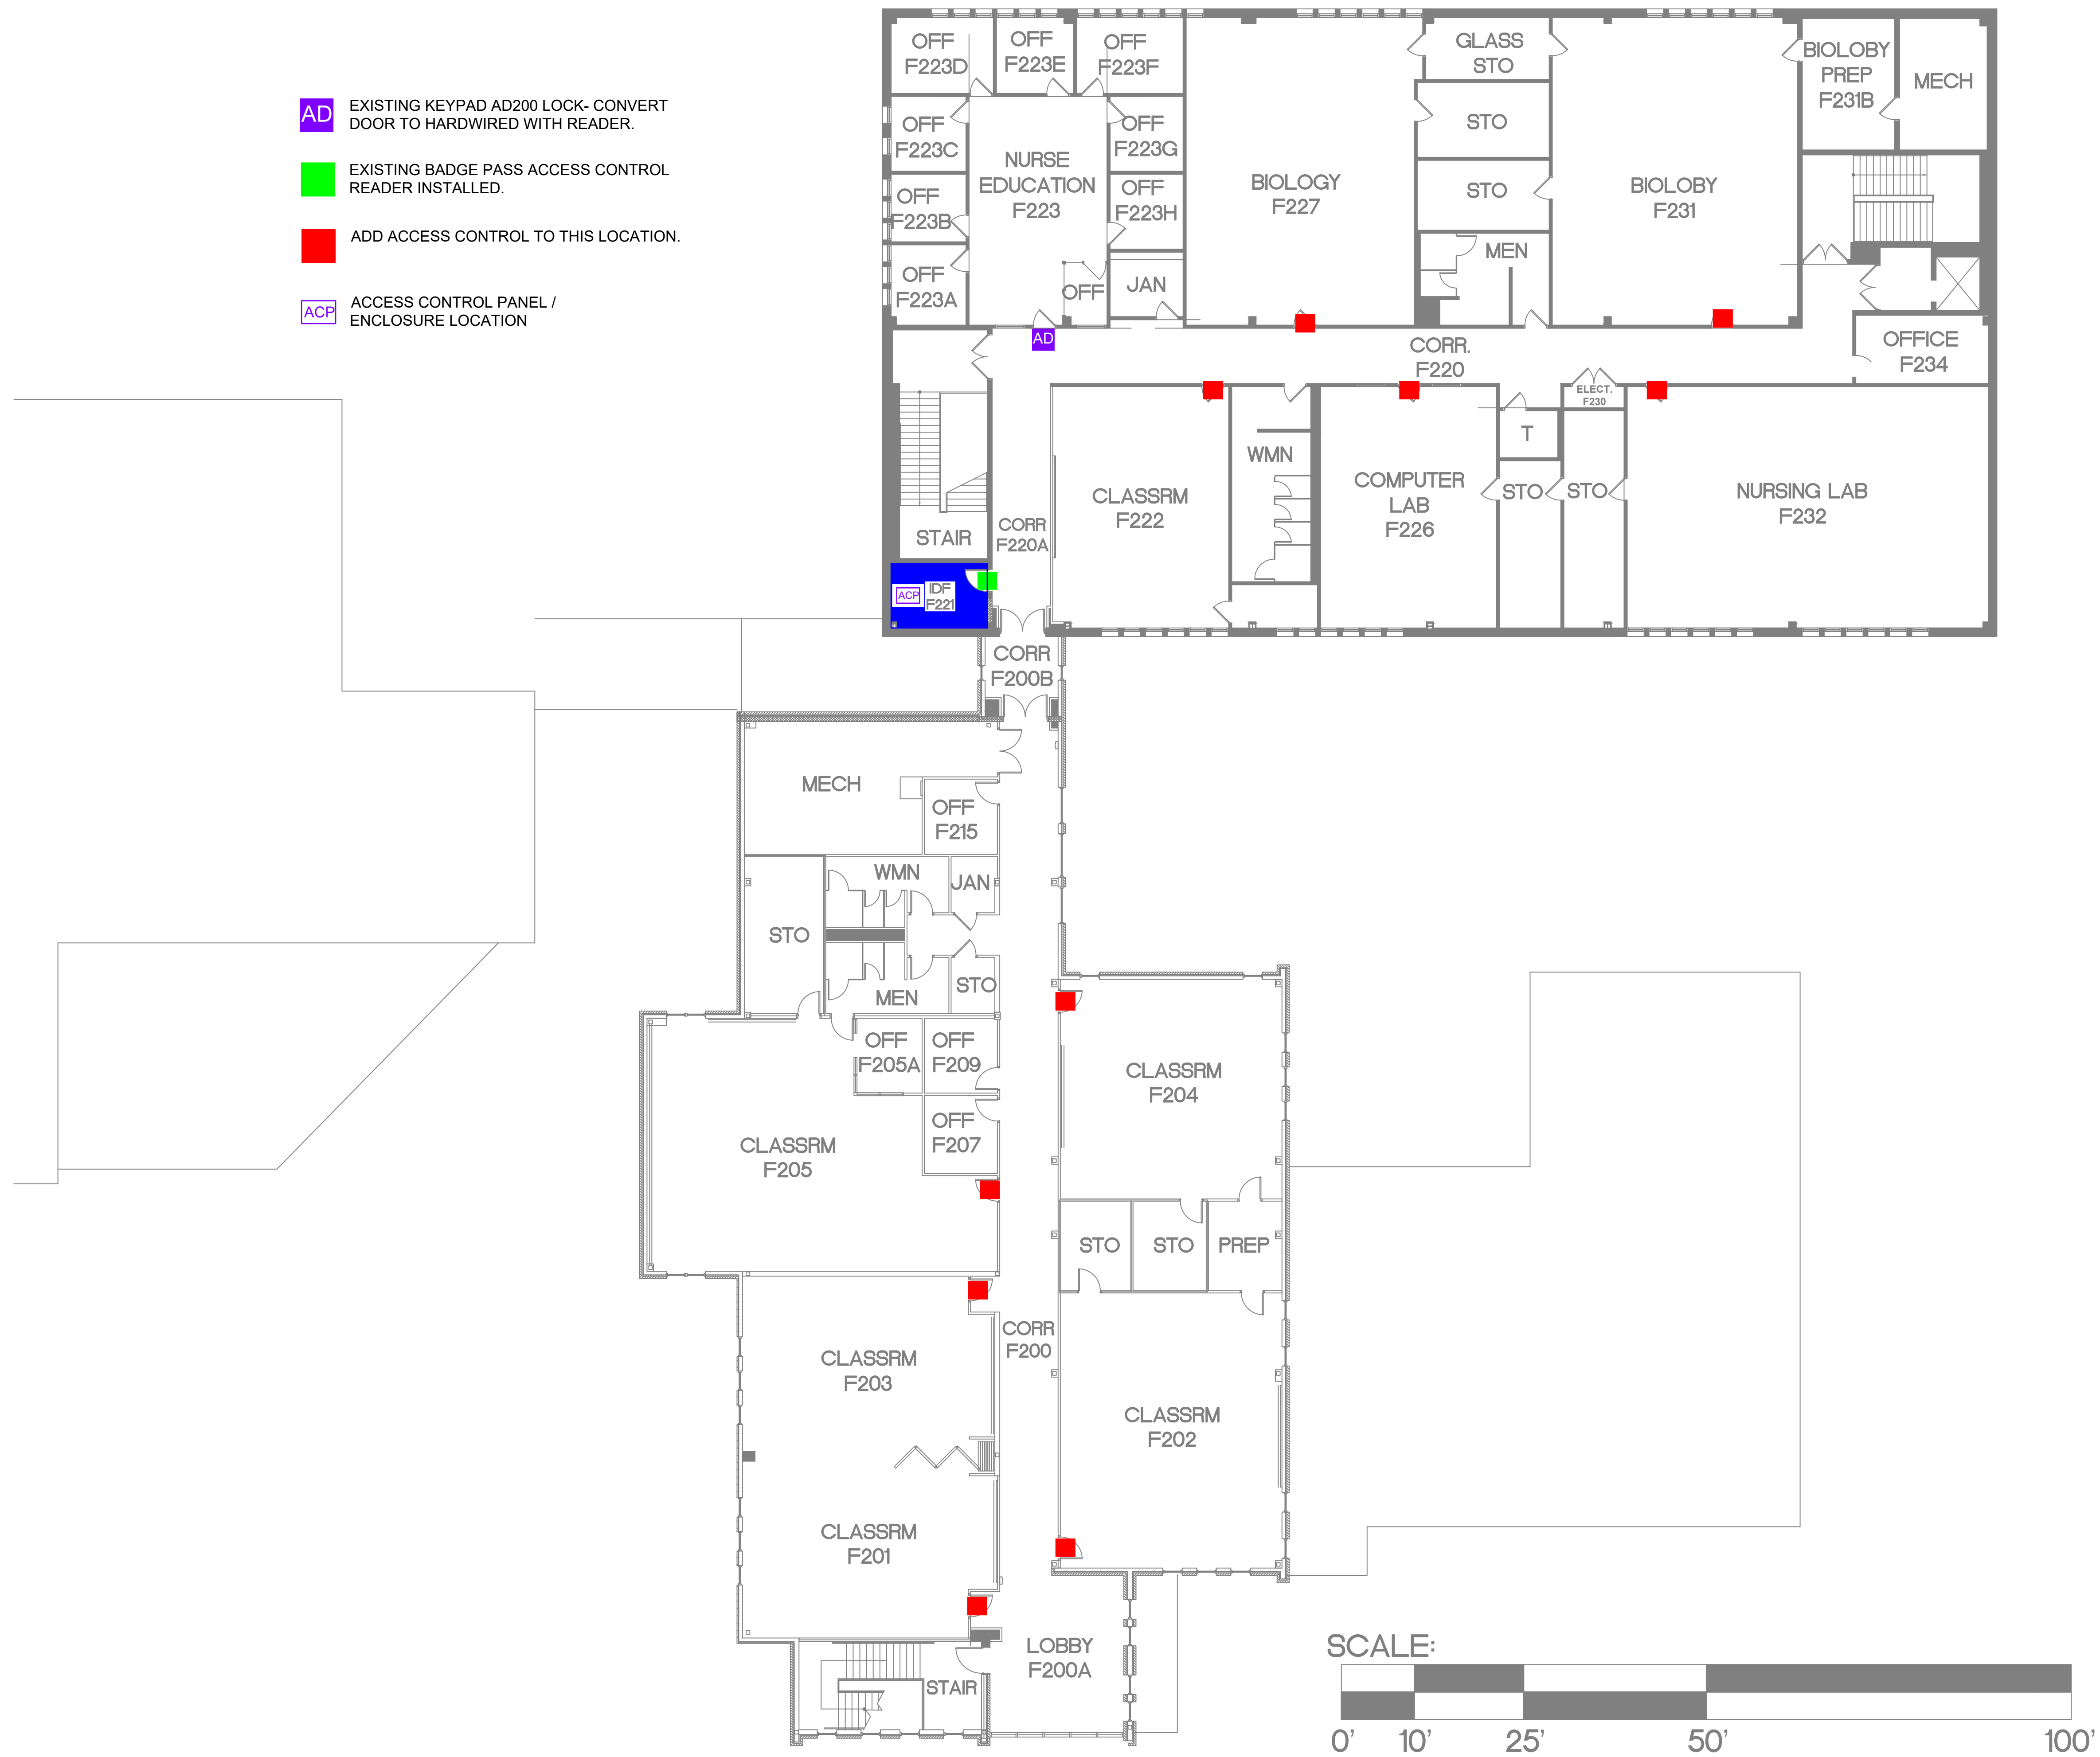 AD
EXISTING KEYPAD AD200 LOCK- CONVERT
DOOR TO HARDWIRED WITH READER.
EXISTING BADGE PASS ACCESS CONTROL
READER INSTALLED.
ADD ACCESS CONTROL TO THIS LOCATION.
ACP
ACCESS CONTROL PANEL /
ENCLOSURE LOCATION
OFF
F223D
OFF
F223E
OFF
F223F
GLASS
STO
BIOLOBY
PREP
F231B
MECH
OFF
F223C
NURSE
EDUCATION
F223
OFF
F223G
STO
BIOLOGY
F227
STO
BIOLOBY
F231
OFF
F223B
OFF
F223H
MEN
OFF
F223A
OFF
JAN
AD
CORR.
F220
OFFICE
F234
ELECT.
F230
T
WMN
CLASSRM
F222
COMPUTER
LAB
F226
STO
STO
NURSING LAB
F232
STAIR
CORR
F220A
ACP
IDF
F221
CORR
F200B
MECH
OFF
F215
WMN
JAN
STO
MEN
STO
OFF
F205A
OFF
F209
CLASSRM
F204
OFF
F207
CLASSRM
F205
STO
STO
PREP
CORR
F200
CLASSRM
F203
CLASSRM
F202
CLASSRM
F201
LOBBY
F200A
STAIR
SCALE:
0' 10' 25' 50' 100'